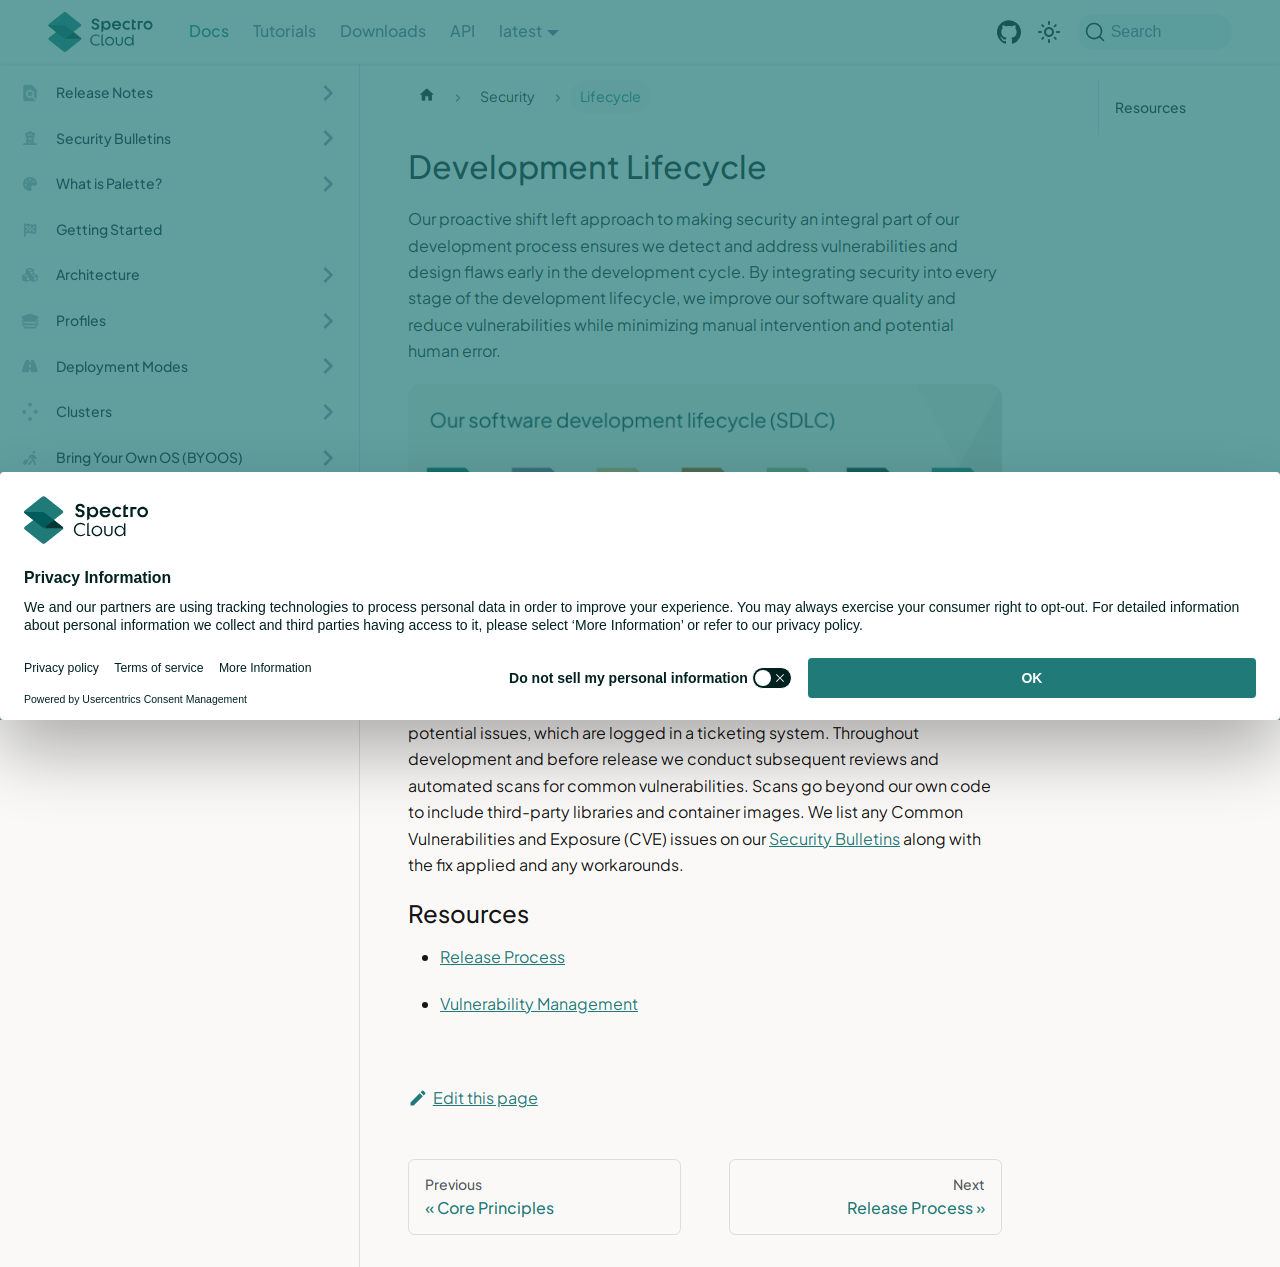 Spectro
Cloud
Docs
Tutorials
Downloads
API
latest
Search
Release Notes
Security Bulletins
What is Palette?
Getting Started
Architecture
Profiles
Deployment Modes
Clusters
Bring Your Own OS (BYOOS)
Security
Lifecycle
Resources
Development Lifecycle
Our proactive shift left approach to making security an integral part of our
development process ensures we detect and address vulnerabilities and
design flaws early in the development cycle. By integrating security into every
stage of the development lifecycle, we improve our software quality and
reduce vulnerabilities while minimizing manual intervention and potential
human error.
Our software development lifecycle (SDLC)
Spectro
Cloud
Privacy Information
We and our partners are using tracking technologies to process personal data in order to improve your experience. You may always exercise your consumer right to opt-out. For detailed information
about personal information we collect and third parties having access to it, please select ‘More Information’ or refer to our privacy policy.
Privacy policy
Terms of service
More Information
Powered by Usercentrics Consent Management
Do not sell my personal information
OK
potential issues, which are logged in a ticketing system. Throughout
development and before release we conduct subsequent reviews and
automated scans for common vulnerabilities. Scans go beyond our own code
to include third-party libraries and container images. We list any Common
Vulnerabilities and Exposure (CVE) issues on our Security Bulletins along with
the fix applied and any workarounds.
Resources
Release Process
Vulnerability Management
Edit this page
Previous
« Core Principles
Next
Release Process »